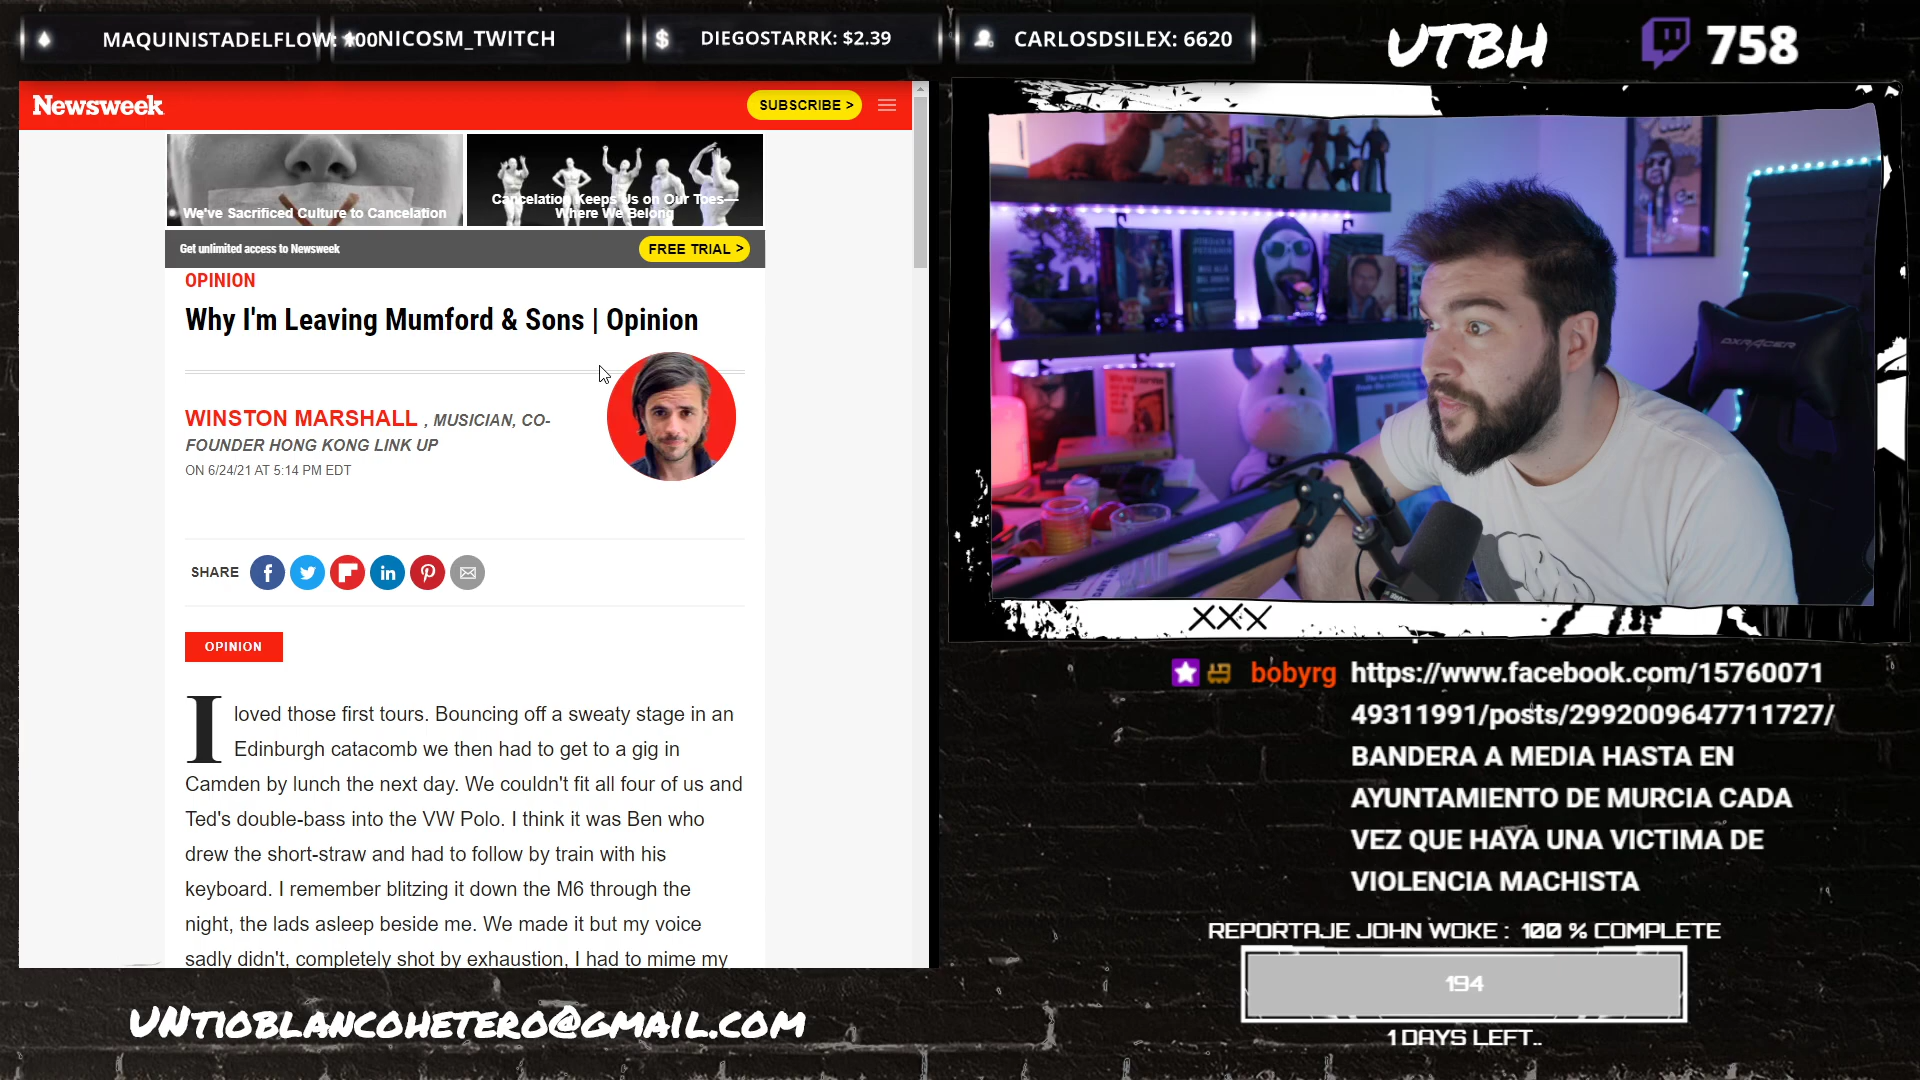 MAQUINISTADELFLOW: 100
NICOSM_TWITCH
$ DIEGOSTARRK: $2.39
CARLOSDSILEX: 6620
UTBH
758
Newsweek
SUBSCRIBE >
We've Sacrificed Culture to Cancelation
Cancelation Keeps Us on Our Toes—
Where We Belong
Get unlimited access to Newsweek
FREE TRIAL >
OPINION
Why I'm Leaving Mumford & Sons | Opinion
WINSTON MARSHALL , MUSICIAN, CO-
FOUNDER HONG KONG LINK UP
ON 6/24/21 AT 5:14 PM EDT
SHARE
OPINION
I loved those first tours. Bouncing off a sweaty stage in an
Edinburgh catacomb we then had to get to a gig in
Camden by lunch the next day. We couldn't fit all four of us and
Ted's double-bass into the VW Polo. I think it was Ben who
drew the short-straw and had to follow by train with his
keyboard. I remember blitzing it down the M6 through the
night, the lads asleep beside me. We made it but my voice
sadly didn't, completely shot by exhaustion, I had to mime my
UNTIOBLANCOHETERO@GMAIL.COM
DXRACER
XXX
bobyrg https://www.facebook.com/15760071
49311991/posts/2992009647711727/
BANDERA A MEDIA HASTA EN
AYUNTAMIENTO DE MURCIA CADA
VEZ QUE HAYA UNA VICTIMA DE
VIOLENCIA MACHISTA
REPORTAJE JOHN WOKE : 100 % COMPLETE
194
1 DAYS LEFT..